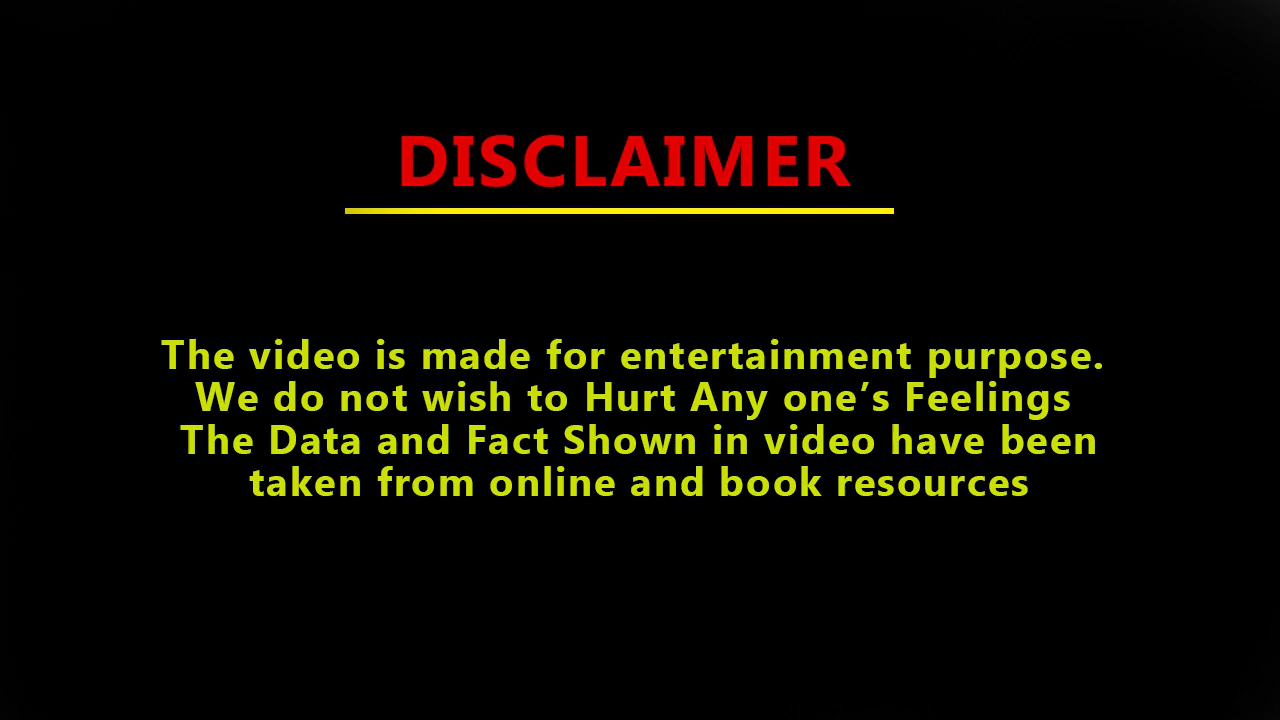 DISCLAIMER
The video is made for entertainment purpose.
We do not wish to Hurt Any one’s Feelings
The Data and Fact Shown in video have been
taken from online and book resources